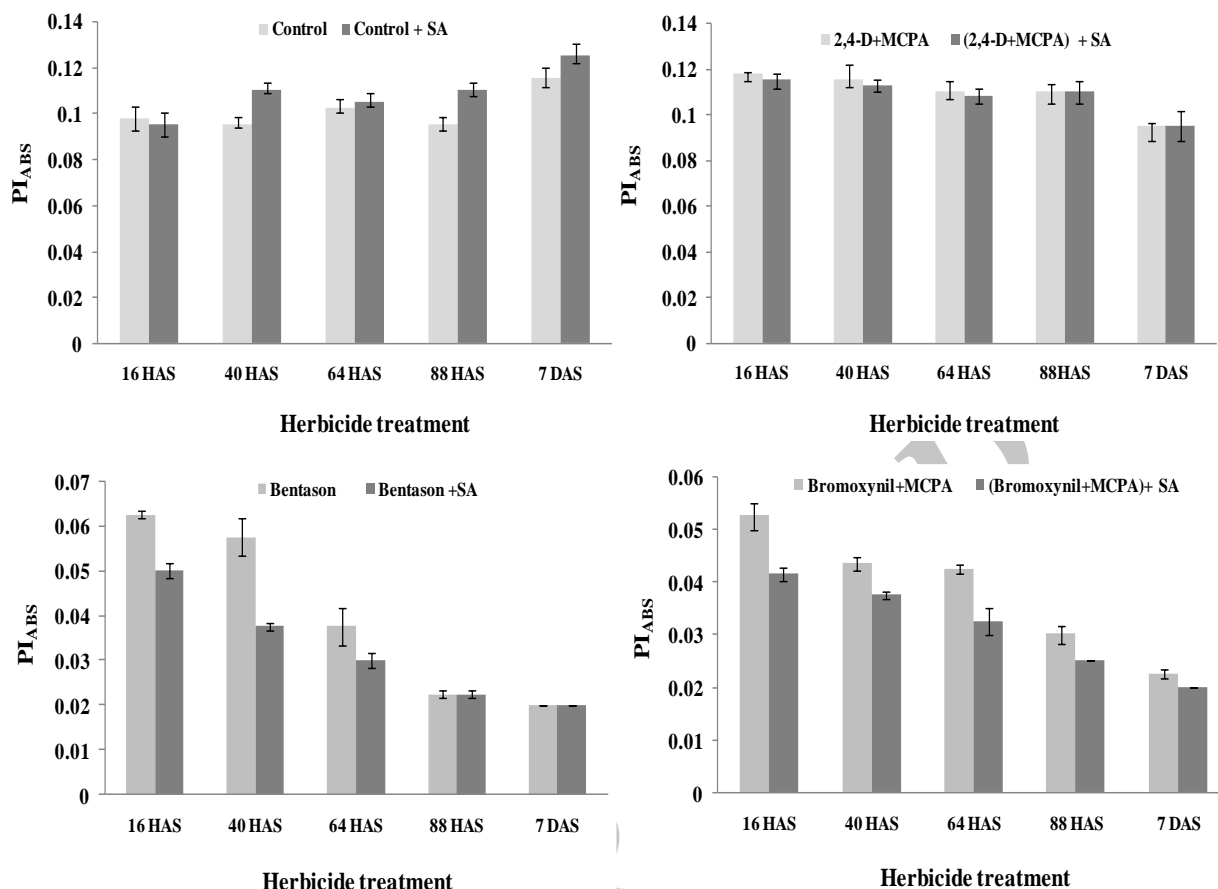 0.14
0.12
0.1
0.08
0.06
0.04
0.02
0
PI_ABS
Control
Control + SA
16 HAS 40 HAS 64 HAS 88 HAS 7 DAS
Herbicide treatment
0.14
0.12
0.1
0.08
0.06
0.04
0.02
0
PI_ABS
2,4-D+MCPA
(2,4-D+MCPA) + SA
16 HAS 40 HAS 64 HAS 88HAS 7 DAS
Herbicide treatment
0.07
0.06
0.05
0.04
0.03
0.02
0.01
0
PI_ABS
Bentason
Bentason +SA
16 HAS 40 HAS 64 HAS 88 HAS 7 DAS
Herbicide treatment
0.06
0.05
0.04
0.03
0.02
0.01
0
PI_ABS
Bromoxynil+MCPA
(Bromoxynil+MCPA)+ SA
16 HAS 40 HAS 64 HAS 88 HAS 7 DAS
Herbicide treatment